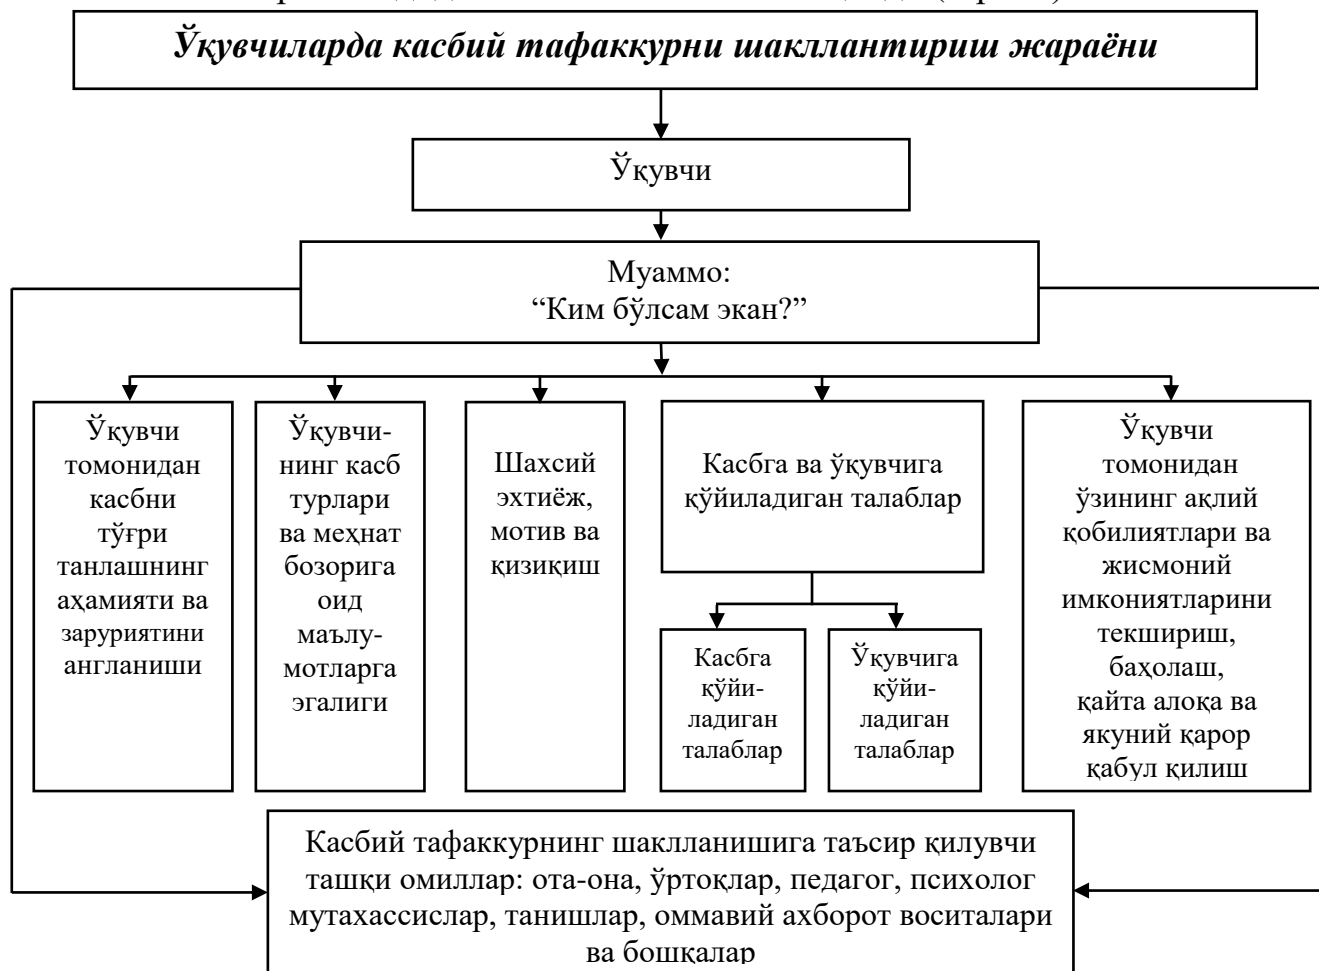 Ўқувчиларда касбий тафаккурни шакллантириш жараёни
Ўқувчи
Муаммо:
“Ким бўлсам экан?”
Ўқувчи
томонидан
касбни
тўғри
танлашнинг
аҳамияти ва
заруриятини
англаниши
Ўқувчи-
нинг касб
турлари
ва меҳнат
бозорига
оид
маълу-
мотларга
эгалиги
Шахсий
эҳтиёж,
мотив ва
қизиқиш
Касбга ва ўқувчига
қўйиладиган талаблар
Касбга
қўйи-
ладиган
талаблар
Ўқувчига
қўйи-
ладиган
талаблар
Ўқувчи
томонидан
ўзининг ақлий
қобилиятлари ва
жисмоний
имкониятларини
текшириш,
баҳолаш,
қайта алоқа ва
якуний қарор
қабул қилиш
Касбий тафаккурнинг шаклланишига таъсир қилувчи
ташқи омиллар: ота-она, ўртоқлар, педагог, психолог
мутахассислар, танишлар, оммавий ахборот воситалари
ва бошқалар